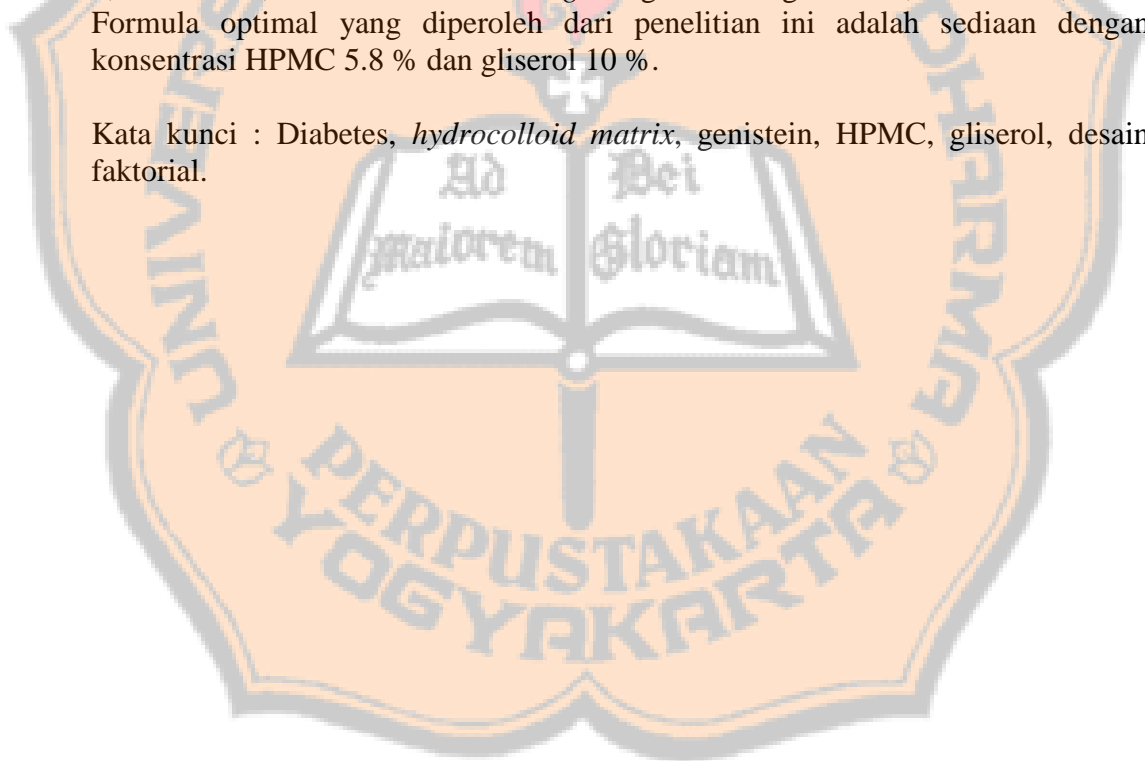 Formula optimal yang diperoleh dari penelitian ini adalah sediaan dengan
konsentrasi HPMC 5.8 % dan gliserol 10 %.
Kata kunci : Diabetes, hydrocolloid matrix, genistein, HPMC, gliserol, desain
faktorial.
Ad Dei
Maiorem Gloriam
PERPUSTAKAAN
YOGYAKARTA